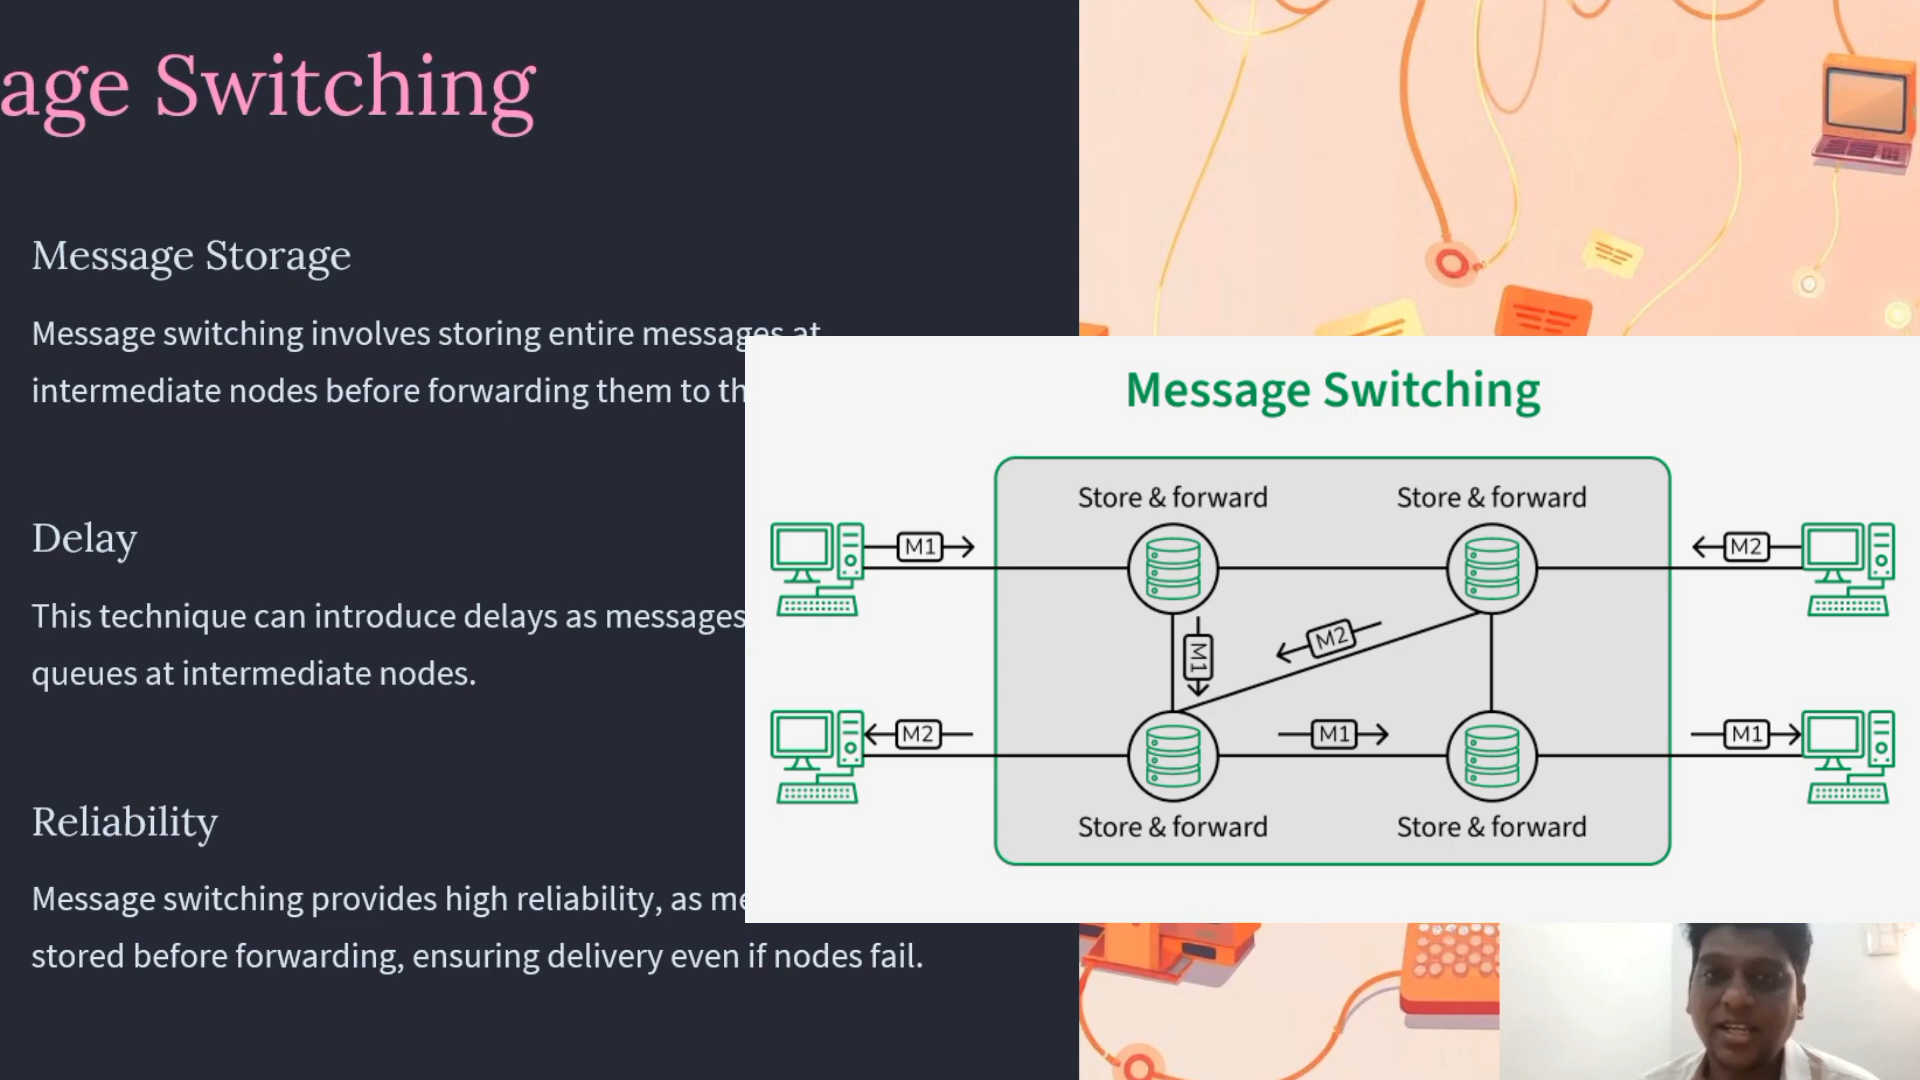 age Switching
Message Storage
Message switching involves storing entire messages at
intermediate nodes before forwarding them to th
Delay
This technique can introduce delays as messages
queues at intermediate nodes.
Reliability
Message switching provides high reliability, as me
stored before forwarding, ensuring delivery even if nodes fail.
Message Switching
Store & forward
Store & forward
M1
M2
M1
M2
M2
M1
M1
Store & forward
Store & forward